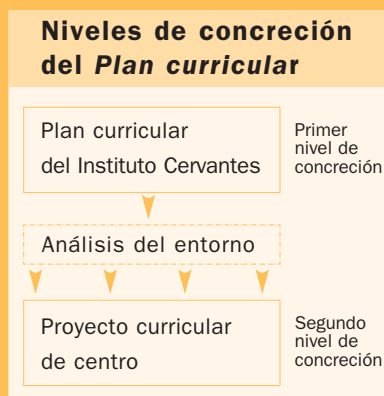 Niveles de concreción
del Plan curricular
Plan curricular
del Instituto Cervantes
Primer
nivel de
concreción
Análisis del entorno
Proyecto curricular
de centro
Segundo
nivel de
concreción